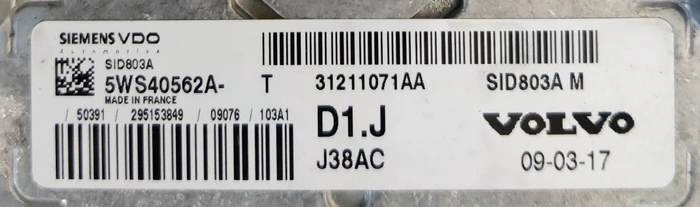 SIEMENS VDO
Automotive
SID803A
5WS40562A- T 31211071AA SID803A M
MADE IN FRANCE
/ 50391 / 295153849 / 09076 / 103A1
D1.J VOLVO
J38AC 09-03-17